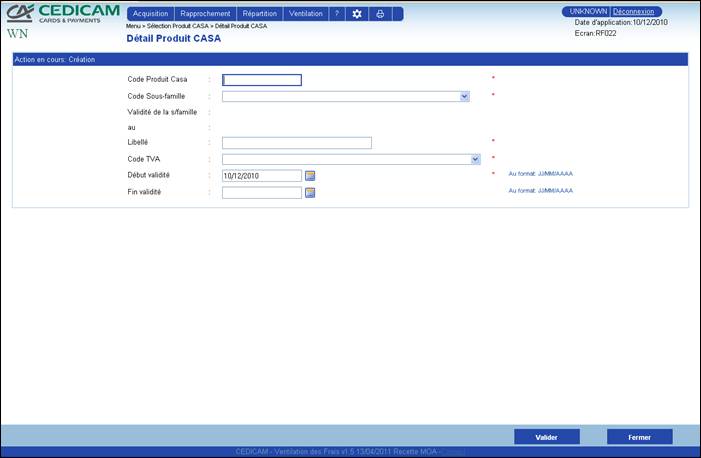 CA CEDICAM
CARDS & PAYMENTS
WN
Acquisition Rapprochement Répartition Ventilation ?
UNKNOWN Déconnexion
Menu > Sélection Produit CASA > Détail Produit CASA
Date d'application:10/12/2010
Détail Produit CASA
Ecran:RF022
Action en cours: Création
Code Produit Casa : *
Code Sous-famille : *
Validité de la s/famille :
au :
Libellé : *
Code TVA : *
Début validité : 10/12/2010 * Au format: JJ/MM/AAAA
Fin validité : Au format: JJ/MM/AAAA
Valider Fermer
CEDICAM - Ventilation des Frais v1.5 13/04/2011 Recette MOA -